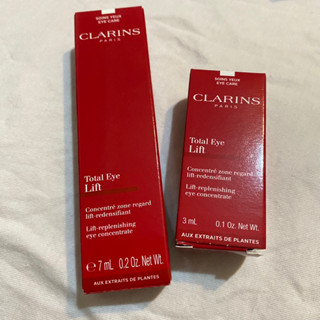 SOINS YEUX
EYE CARE
CLARINS
PARIS
Total Eye
Lift
Concentré zone regard
lift-redensifiant
Lift-replenishing
eye concentrate
e 7 mL 0.2 Oz. Net Wt.
AUX EXTRAITS DE PLANTES
SOINS YEUX
EYE CARE
CLARINS
PARIS
Total Eye
Lift
Concentré zone regard
lift-redensifiant
Lift-replenishing
eye concentrate
3 mL 0.1 Oz. Net Wt.
AUX EXTRAITS DE PLANTES